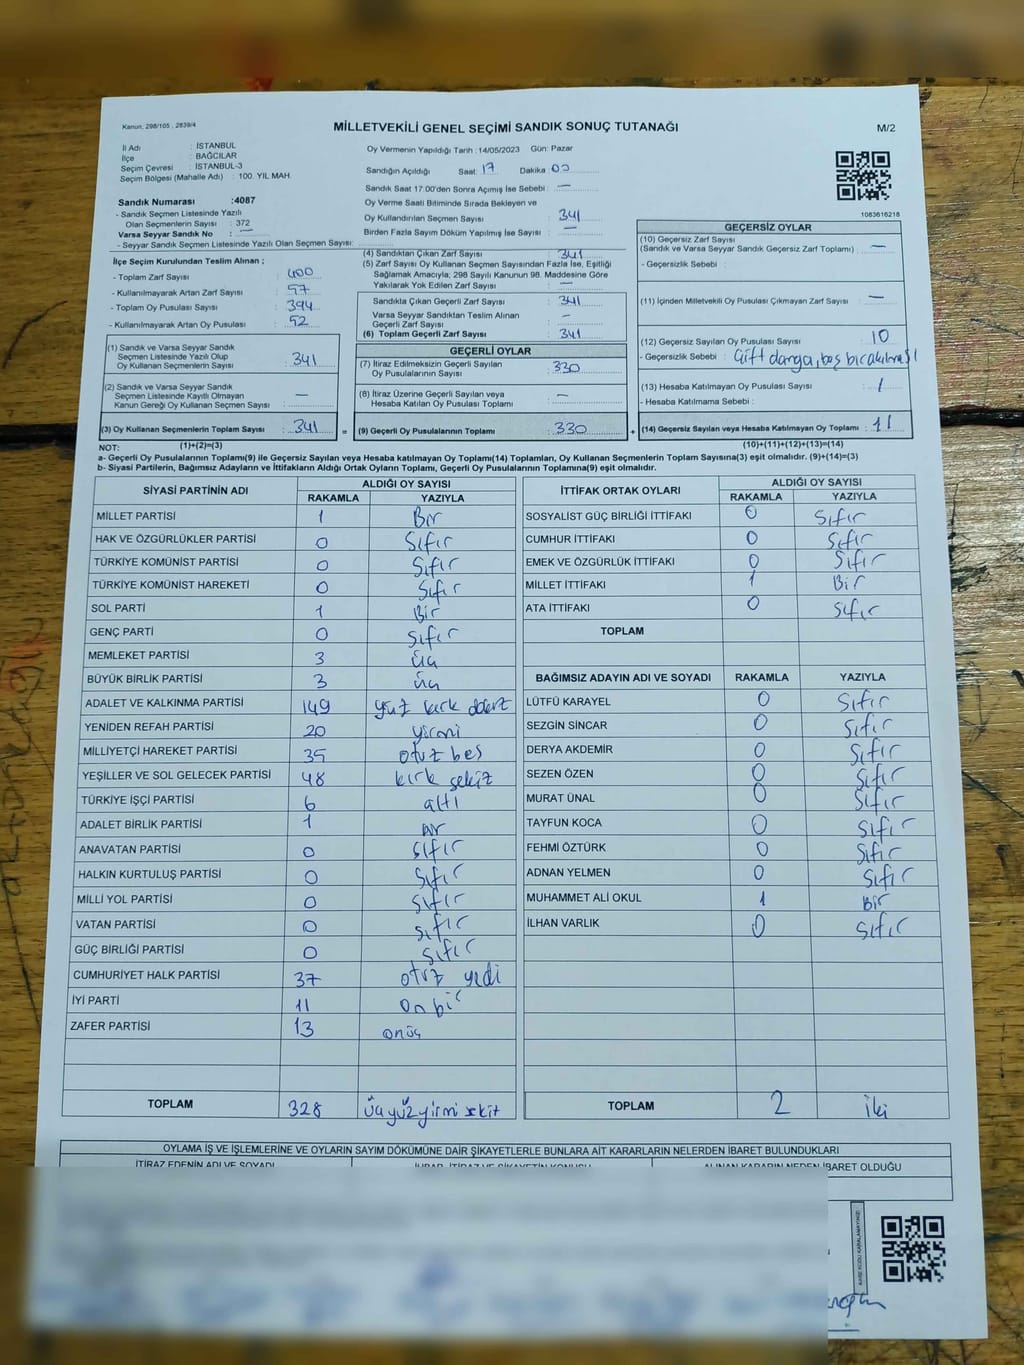 Kanun, 298/105 , 2839/4
MİLLETVEKİLİ GENEL SEÇİMİ SANDIK SONUÇ TUTANAĞI
M/2
İl Adı : İSTANBUL
İlçe : BAĞCILAR
Seçim Çevresi : İSTANBUL-3
Seçim Bölgesi (Mahalle Adı) : 100. YIL MAH.
Sandık Numarası :4087
- Sandık Seçmen Listesinde Yazılı
Olan Seçmenlerin Sayısı : 372
Varsa Seyyar Sandık No : —
- Seyyar Sandık Seçmen Listesinde Yazılı Olan Seçmen Sayısı:
İlçe Seçim Kurulundan Teslim Alınan ;
- Toplam Zarf Sayısı : 400
- Kullanılmayarak Artan Zarf Sayısı : 57
- Toplam Oy Pusulası Sayısı : 394
- Kullanılmayarak Artan Oy Pusulası : 52
Oy Vermenin Yapıldığı Tarih :14/05/2023 Gün: Pazar
Sandığın Açıldığı Saat: 17 Dakika: 00
Sandık Saat 17.00'den Sonra Açımış İse Sebebi : —
Oy Verme Saati Bitiminde Sırada Bekleyen ve
Oy Kullandırılan Seçmen Sayısı : 341
Birden Fazla Sayım Döküm Yapılmış İse Sayısı : —
(4) Sandıktan Çıkan Zarf Sayısı : 341
(5) Zarf Sayısı Oy Kullanan Seçmen Sayısından Fazla İse, Eşitliği
Sağlamak Amacıyla, 298 Sayılı Kanunun 98. Maddesine Göre
Yakılarak Yok Edilen Zarf Sayısı : —
Sandıkta Çıkan Geçerli Zarf Sayısı : 341
Varsa Seyyar Sandıktan Teslim Alınan
Geçerli Zarf Sayısı : –
(6) Toplam Geçerli Zarf Sayısı : 341
1083616218
GEÇERSİZ OYLAR
(10) Geçersiz Zarf Sayısı
(Sandık ve Varsa Seyyar Sandık Geçersiz Zarf Toplamı) : —
- Geçersizlik Sebebi :
(11) İçinden Milletvekili Oy Pusulası Çıkmayan Zarf Sayısı : —
(12) Geçersiz Sayılan Oy Pusulası Sayısı : 10
- Geçersizlik Sebebi : Çift damga, boş bırakılması
(13) Hesaba Katılmayan Oy Pusulası Sayısı : 1
- Hesaba Katılmama Sebebi :
(1) Sandık ve Varsa Seyyar Sandık
Seçmen Listesinde Yazılı Olup
Oy Kullanan Seçmenlerin Sayısı : 341
(2) Sandık ve Varsa Seyyar Sandık
Seçmen Listesinde Kayıtlı Olmayan
Kanun Gereği Oy Kullanan Seçmen Sayısı : —
GEÇERLİ OYLAR
(7) İtiraz Edilmeksizin Geçerli Sayılan
Oy Pusulalarının Sayısı : 330
(8) İtiraz Üzerine Geçerli Sayılan veya
Hesaba Katılan Oy Pusulası Toplamı : —
(3) Oy Kullanan Seçmenlerin Toplam Sayısı : 341 = (9) Geçerli Oy Pusulalarının Toplamı : 330 + (14) Geçersiz Sayılan veya Hesaba Katılmayan Oy Toplamı : 11
NOT: (1)+(2)=(3) (10)+(11)+(12)+(13)=(14)
a- Geçerli Oy Pusulalarının Toplamı(9) ile Geçersiz Sayılan veya Hesaba Katılmayan Oy Toplamı(14) Toplamları, Oy Kullanan Seçmenlerin Toplam Sayısına(3) eşit olmalıdır. (9)+(14)=(3)
b- Siyasi Partilerin, Bağımsız Adayların ve İttifakların Aldığı Ortak Oyların Toplamı, Geçerli Oy Pusulalarının Toplamına(9) eşit olmalıdır.
SİYASİ PARTİNİN ADI ALDIĞI OY SAYISI
RAKAMLA YAZIYLA
MİLLET PARTİSİ 1 Bir
HAK VE ÖZGÜRLÜKLER PARTİSİ 0 Sıfır
TÜRKİYE KOMÜNİST PARTİSİ 0 Sıfır
TÜRKİYE KOMÜNİST HAREKETİ 0 Sıfır
SOL PARTİ 1 Bir
GENÇ PARTİ 0 Sıfır
MEMLEKET PARTİSİ 3 üç
BÜYÜK BİRLİK PARTİSİ 3 üç
ADALET VE KALKINMA PARTİSİ 149 yüz kırk dokuz
YENİDEN REFAH PARTİSİ 20 yirmi
MİLLİYETÇİ HAREKET PARTİSİ 35 otuz beş
YEŞİLLER VE SOL GELECEK PARTİSİ 48 kırk sekiz
TÜRKİYE İŞÇİ PARTİSİ 6 altı
ADALET BİRLİK PARTİSİ 1 bir
ANAVATAN PARTİSİ 0 sıfır
HALKIN KURTULUŞ PARTİSİ 0 Sıfır
MİLLİ YOL PARTİSİ 0 Sıfır
VATAN PARTİSİ 0 sıfır
GÜÇ BİRLİĞİ PARTİSİ 0 sıfır
CUMHURİYET HALK PARTİSİ 37 otuz yedi
İYİ PARTİ 11 On bir
ZAFER PARTİSİ 13 onüç
TOPLAM 328 üçyüzyirmi sekiz
İTTİFAK ORTAK OYLARI ALDIĞI OY SAYISI
RAKAMLA YAZIYLA
SOSYALİST GÜÇ BİRLİĞİ İTTİFAKI 0 Sıfır
CUMHUR İTTİFAKI 0 Sıfır
EMEK VE ÖZGÜRLÜK İTTİFAKI 0 Sıfır
MİLLET İTTİFAKI 1 Bir
ATA İTTİFAKI 0 Sıfır
TOPLAM
BAĞIMSIZ ADAYIN ADI VE SOYADI RAKAMLA YAZIYLA
LÜTFÜ KARAYEL 0 Sıfır
SEZGİN SİNCAR 0 Sıfır
DERYA AKDEMİR 0 Sıfır
SEZEN ÖZEN 0 Sıfır
MURAT ÜNAL 0 Sıfır
TAYFUN KOCA 0 Sıfır
FEHMİ ÖZTÜRK 0 Sıfır
ADNAN YELMEN 0 Sıfır
MUHAMMET ALİ OKUL 1 Bir
İLHAN VARLIK 0 Sıfır
TOPLAM 2 İki
OYLAMA İŞ VE İŞLEMLERİNE VE OYLARIN SAYIM DÖKÜMÜNE DAİR ŞİKAYETLERLE BUNLARA AİT KARARLARIN NELERDEN İBARET BULUNDUKLARI
İTİRAZ EDENİN ADI VE SOYADI İHBAR, İTİRAZ VE ŞİKAYETİN KONUSU ALINAN KARARIN NEDEN İBARET OLDUĞU